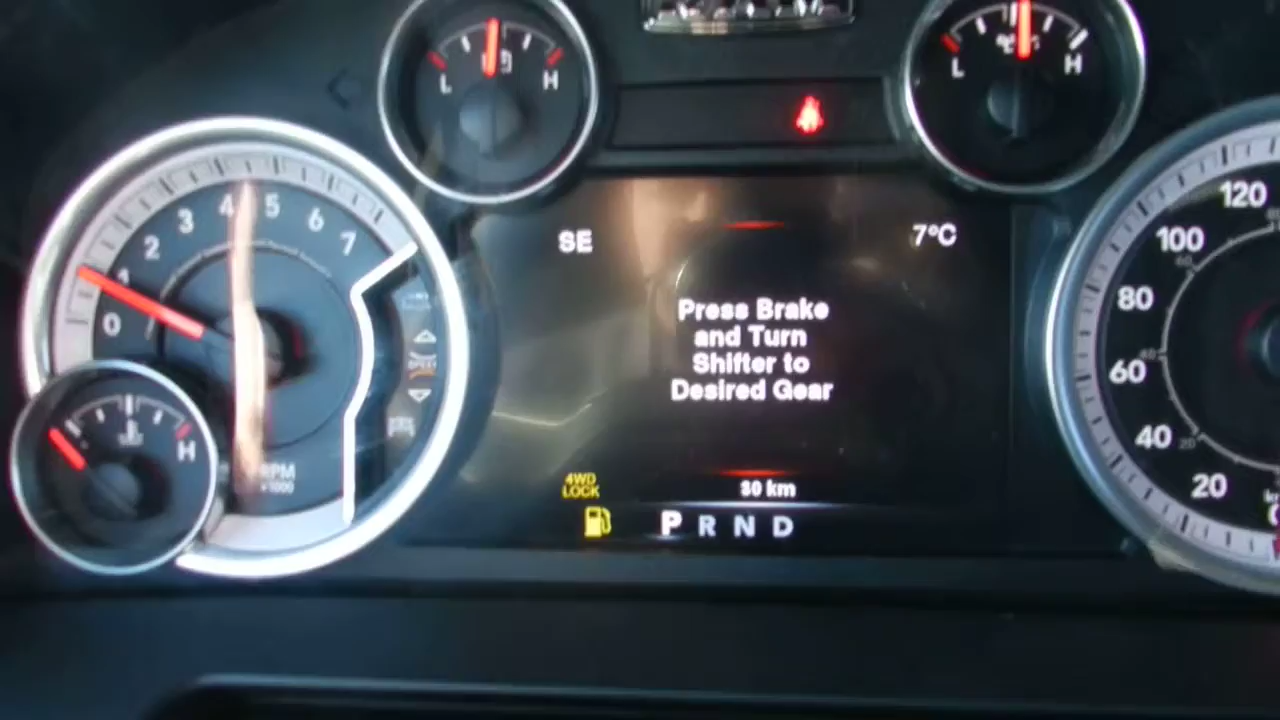 L H
L H
120
100
80
60
40
20
0 1 2 3 4 5 6 7
RPM
×1000
H
SE
7°C
Press Brake
and Turn
Shifter to
Desired Gear
4WD
LOCK
30 km
P R N D